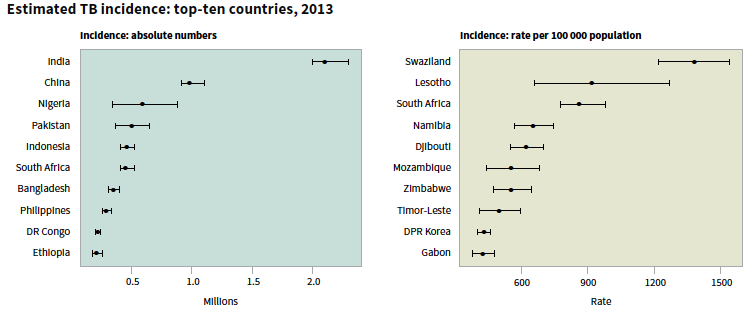 Estimated TB incidence: top-ten countries, 2013
Incidence: absolute numbers
India
China
Nigeria
Pakistan
Indonesia
South Africa
Bangladesh
Philippines
DR Congo
Ethiopia
0.5 1.0 1.5 2.0
Millions
Incidence: rate per 100 000 population
Swaziland
Lesotho
South Africa
Namibia
Djibouti
Mozambique
Zimbabwe
Timor-Leste
DPR Korea
Gabon
600 900 1200 1500
Rate